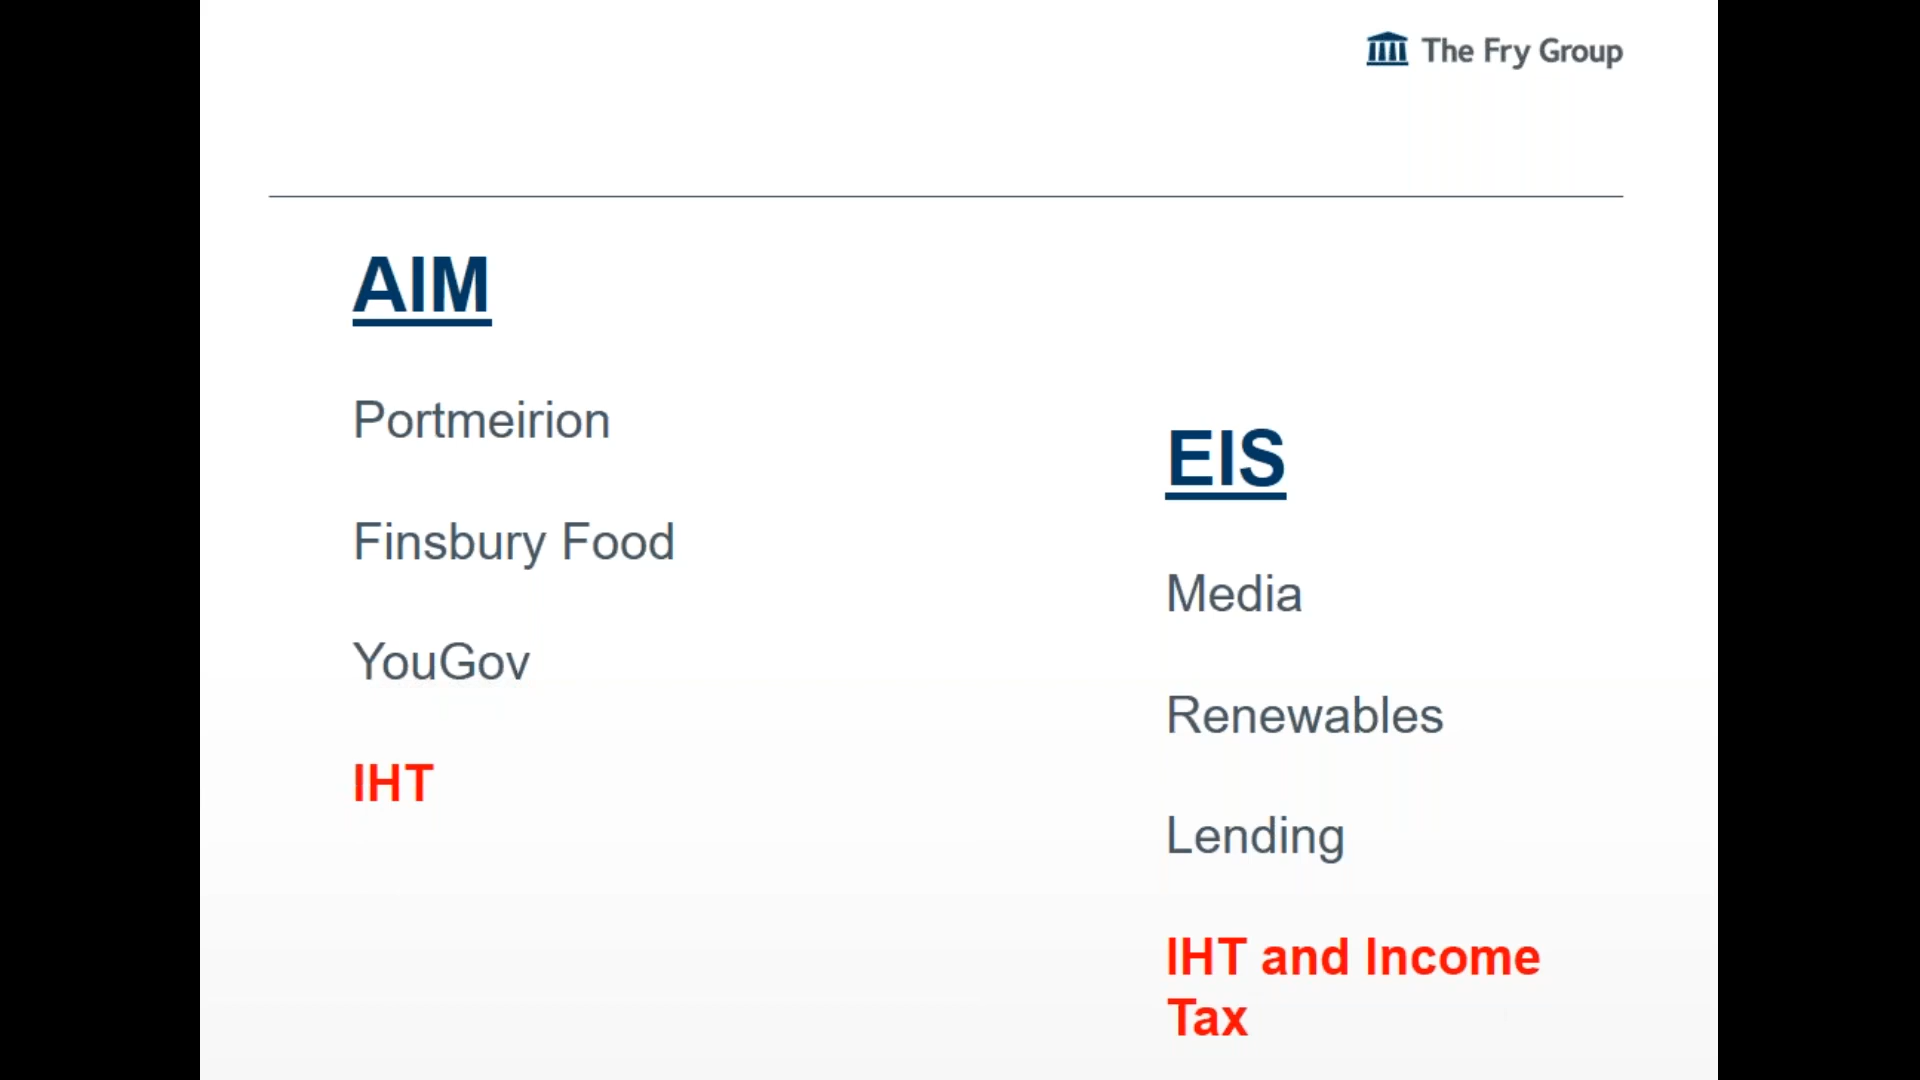 The Fry Group
AIM
Portmeirion
Finsbury Food
YouGov
IHT
EIS
Media
Renewables
Lending
IHT and Income
Tax